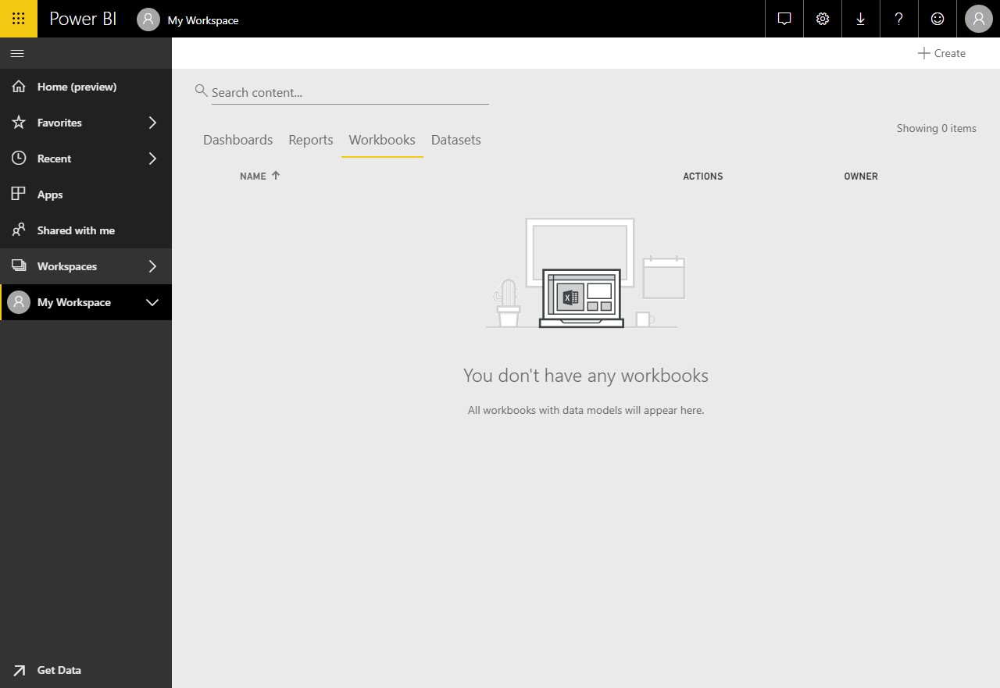 Power BI
My Workspace
Create
Home (preview)
Favorites
Recent
Apps
Shared with me
Workspaces
My Workspace
Get Data
Search content...
Showing 0 items
Dashboards Reports Workbooks Datasets
NAME ACTIONS OWNER
X
You don't have any workbooks
All workbooks with data models will appear here.